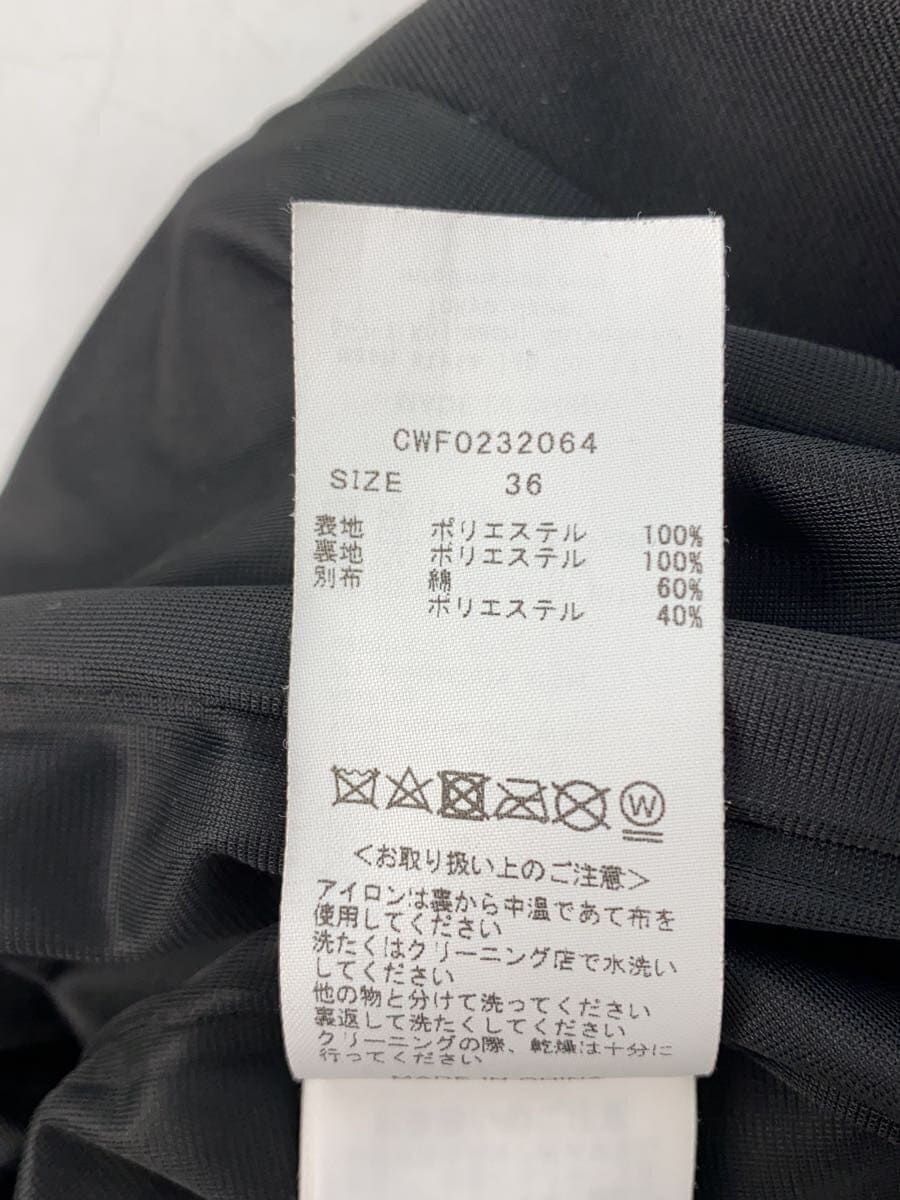 CWF0232064
SIZE 36
表地 ポリエステル 100%
裏地 ポリエステル 100%
別布 綿 60%
ポリエステル 40%
W
<お取り扱い上のご注意>
アイロンは裏から中温であて布を
使用してください
洗たくはクリーニング店で水洗い
してください
他の物と分けて洗ってください
裏返して洗たくしてください
クリーニングの際、乾燥は十分に
行ってください
MADE IN CHINA